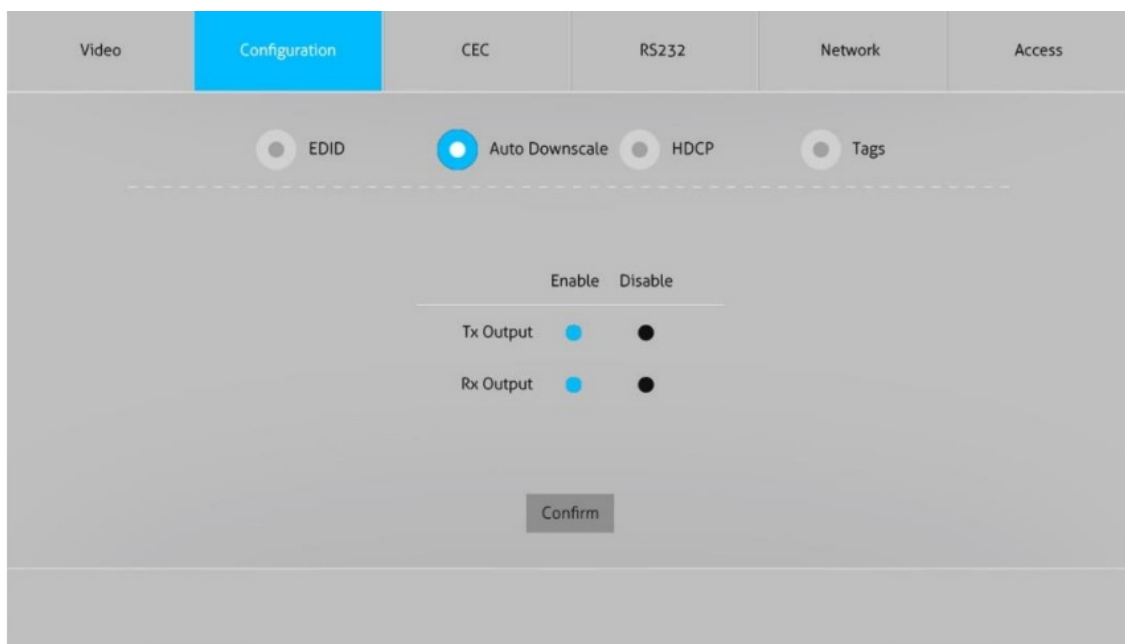 Video Configuration CEC RS232 Network Access
EDID Auto Downscale HDCP Tags
Enable Disable
Tx Output
Rx Output
Confirm